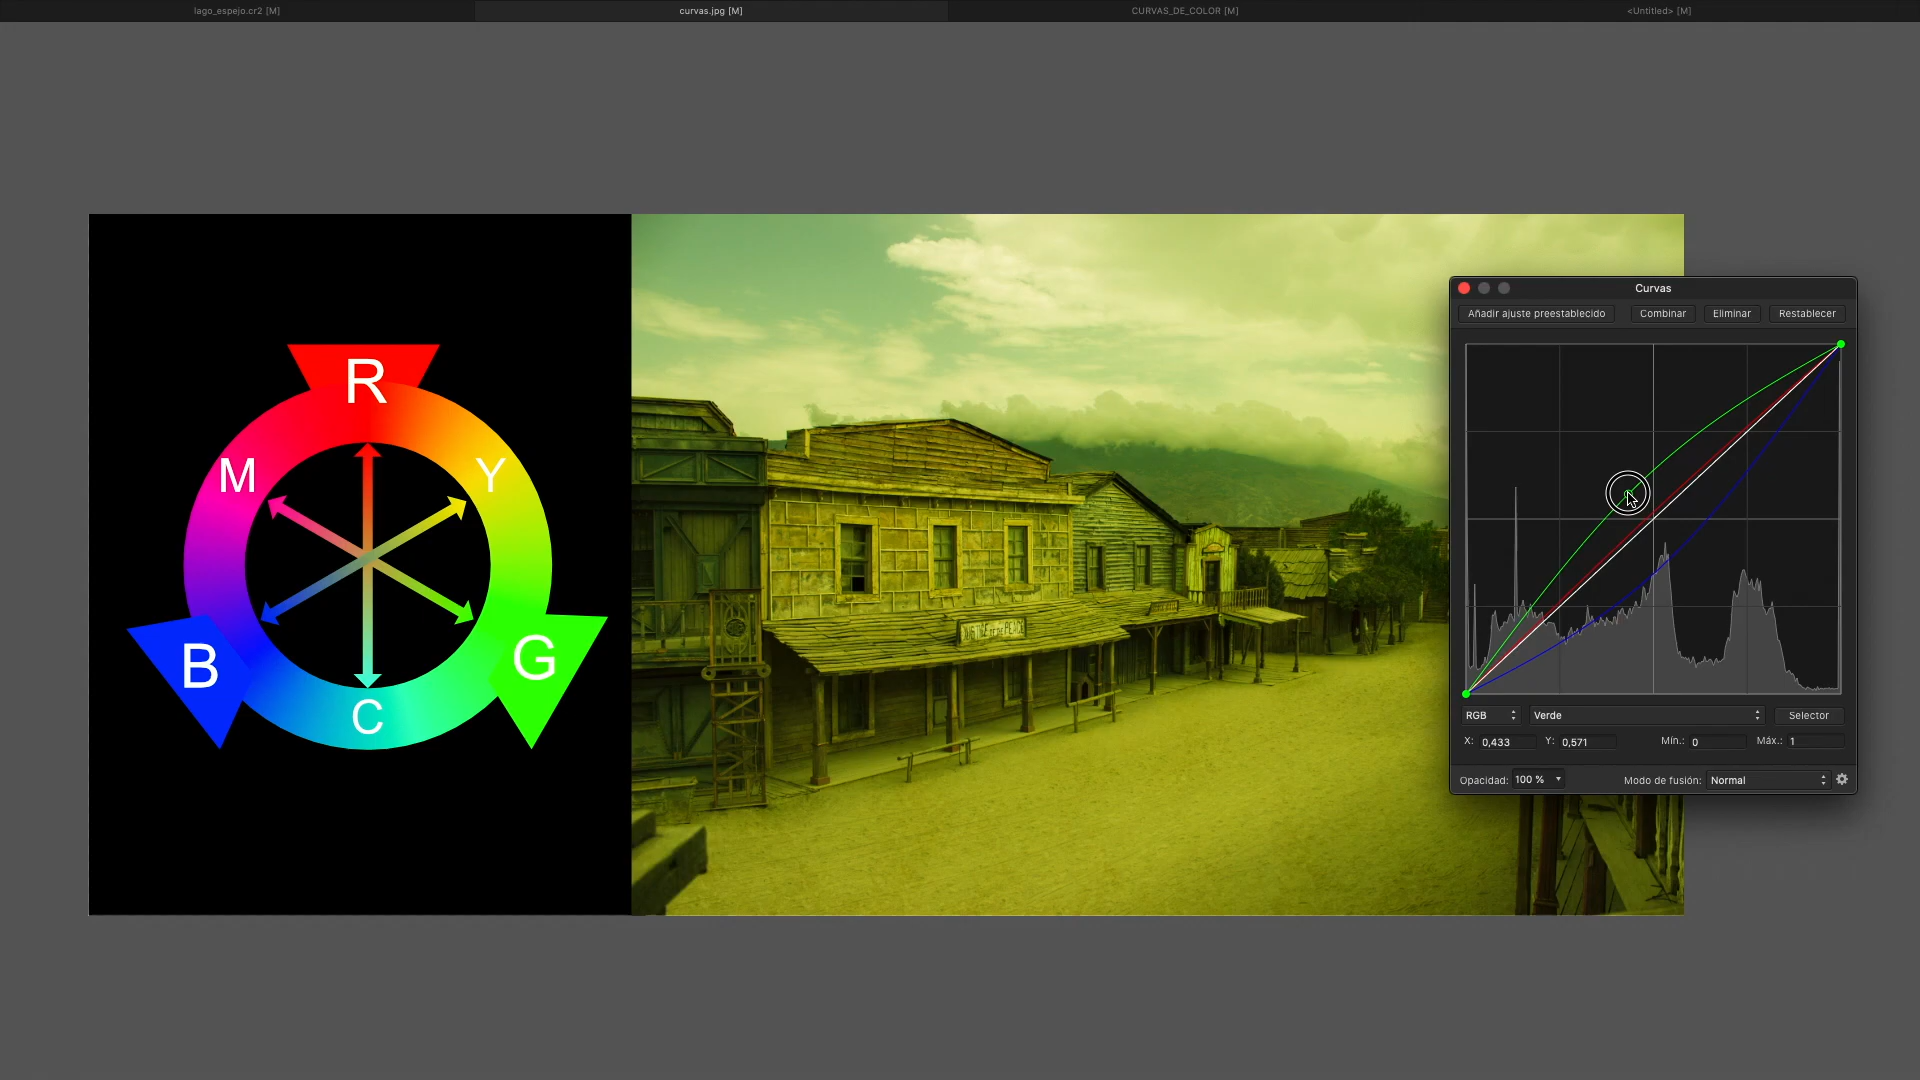 lago_espejo.cr2 [M]
curvas.jpg [M]
CURVAS_DE_COLOR [M]
<Untitled> [M]
Curvas
Añadir ajuste preestablecido
Combinar
Eliminar
Restablecer
R
M
Y
B
G
C
RGB
Verde
Selector
X: 0,433
Y: 0,571
Mín.: 0
Máx.: 1
Opacidad: 100 %
Modo de fusión: Normal